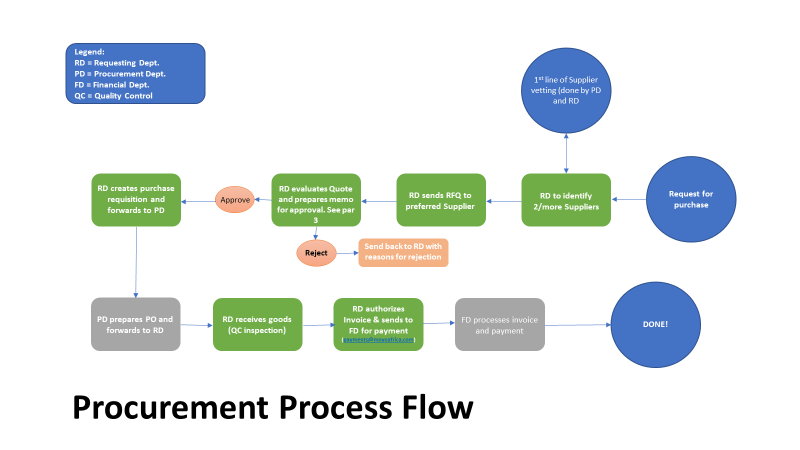 Legend:
RD = Requesting Dept.
PD = Procurement Dept.
FD = Financial Dept.
QC = Quality Control
1st line of Supplier
vetting (done by PD
and RD
Request for
purchase
RD to identify
2/more Suppliers
RD sends RFQ to
preferred Supplier
RD evaluates Quote
and prepares memo
for approval. See par
3
Approve
RD creates purchase
requisition and
forwards to PD
Reject
Send back to RD with
reasons for rejection
PD prepares PO and
forwards to RD
RD receives goods
(QC inspection)
RD authorizes
Invoice & sends to
FD for payment
FD processes invoice
and payment
DONE!
Procurement Process Flow